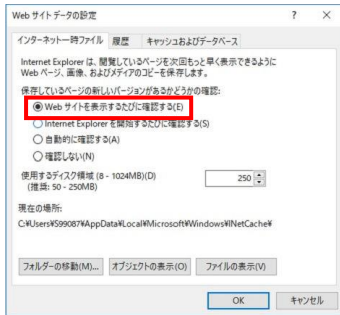 Web サイト データの設定
? ×
インターネット一時ファイル 履歴 キャッシュおよびデータベース
Internet Explorer は、閲覧しているページを次回もっと早く表示できるように
Web ページ、画像、およびメディアのコピーを保存します。
保存しているページの新しいバージョンがあるかどうかの確認:
Web サイトを表示するたびに確認する(E)
Internet Explorer を開始するたびに確認する(S)
自動的に確認する(A)
確認しない(N)
使用するディスク領域 (8 - 1024MB)(D) 250
(推奨: 50 - 250MB)
現在の場所:
C:¥Users¥S99087¥AppData¥Local¥Microsoft¥Windows¥INetCache¥
フォルダーの移動(M)... オブジェクトの表示(O) ファイルの表示(V)
OK キャンセル